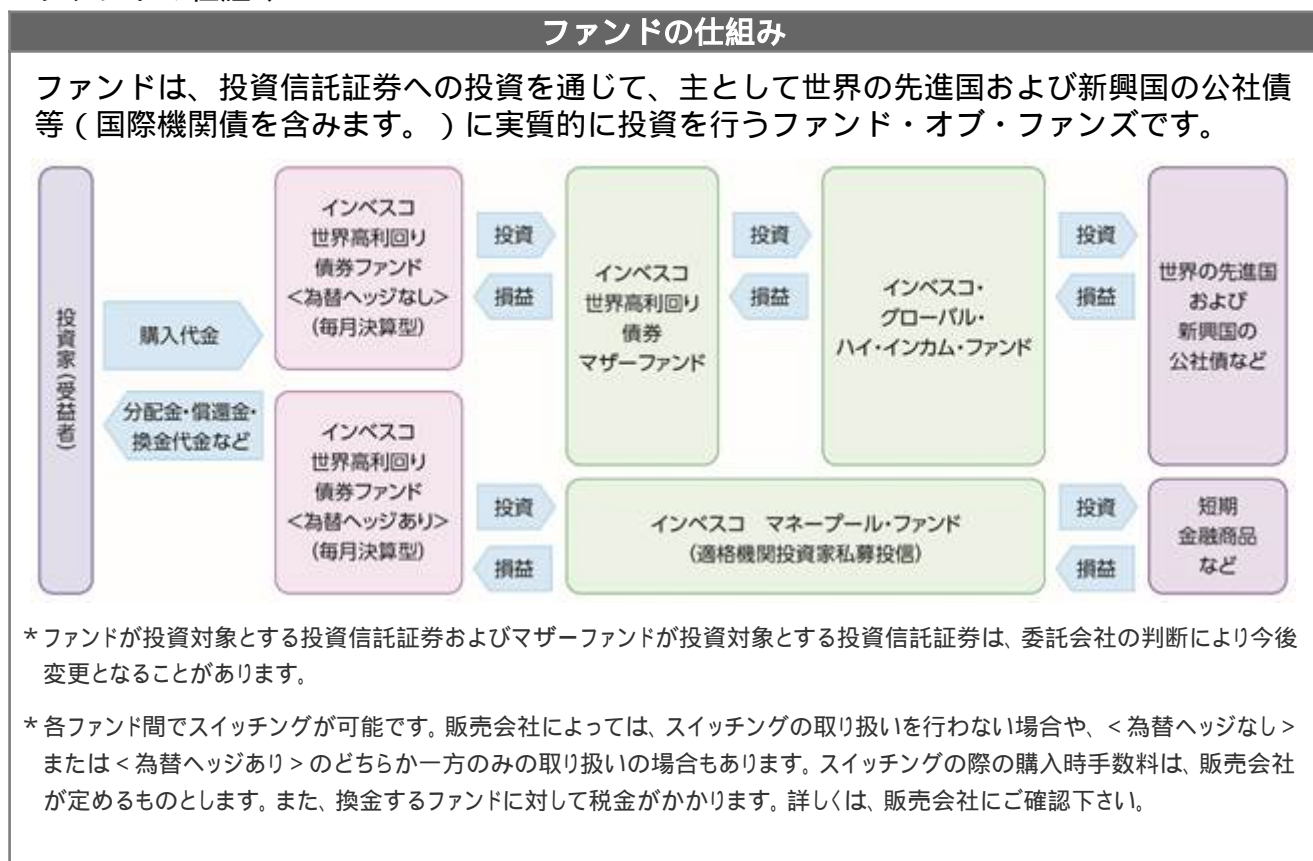 ファンドの仕組み
ファンドは、投資信託証券への投資を通じて、主として世界の先進国および新興国の公社債
等(国際機関債を含みます。)に実質的に投資を行うファンド・オブ・ファンズです。
投資家(受益者)
購入代金
分配金・償還金・
換金代金など
インベスコ
世界高利回り
債券ファンド
<為替ヘッジなし>
(毎月決算型)
インベスコ
世界高利回り
債券ファンド
<為替ヘッジあり>
(毎月決算型)
投資
損益
投資
損益
インベスコ
世界高利回り
債券
マザーファンド
投資
損益
インベスコ・
グローバル・
ハイ・インカム・ファンド
インベスコ マネープール・ファンド
(適格機関投資家私募投信)
投資
損益
投資
損益
世界の先進国
および
新興国の
公社債など
短期
金融商品
など
*ファンドが投資対象とする投資信託証券およびマザーファンドが投資対象とする投資信託証券は、委託会社の判断により今後
変更となることがあります。
*各ファンド間でスイッチングが可能です。販売会社によっては、スイッチングの取り扱いを行わない場合や、<為替ヘッジなし>
または<為替ヘッジあり>のどちらか一方のみの取り扱いの場合もあります。スイッチングの際の購入時手数料は、販売会社
が定めるものとします。また、換金するファンドに対して税金がかかります。詳しくは、販売会社にご確認下さい。